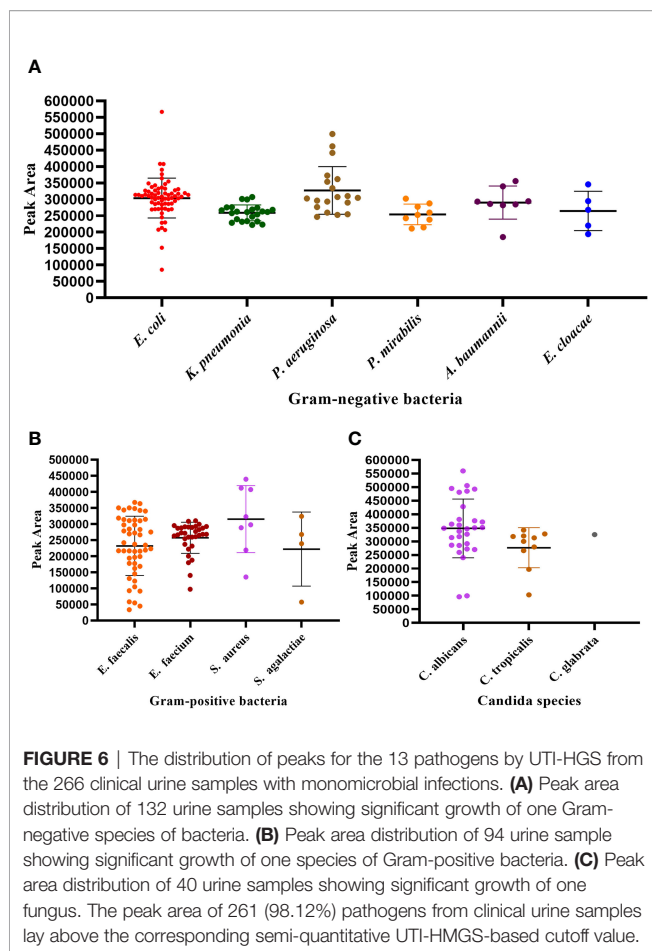 A
Peak Area
600000
550000
500000
450000
400000
350000
300000
250000
200000
150000
100000
50000
0
E. coli
K. pneumonia
P. aeruginosa
P. mirabilis
A. baumannii
E. cloacae
Gram-negative bacteria
B
Peak Area
500000
450000
400000
350000
300000
250000
200000
150000
100000
50000
0
E. faecalis
E. faccium
S. aureus
S. agalactiae
Gram-positive bacteria
C
Peak Area
600000
550000
500000
450000
400000
350000
300000
250000
200000
150000
100000
50000
0
C. albicans
C. tropicalis
C. glabrata
Candida species
FIGURE 6 | The distribution of peaks for the 13 pathogens by UTI-HGS from
the 266 clinical urine samples with monomicrobial infections. (A) Peak area
distribution of 132 urine samples showing significant growth of one Gram-
negative species of bacteria. (B) Peak area distribution of 94 urine sample
showing significant growth of one species of Gram-positive bacteria. (C) Peak
area distribution of 40 urine samples showing significant growth of one
fungus. The peak area of 261 (98.12%) pathogens from clinical urine samples
lay above the corresponding semi-quantitative UTI-HMGS-based cutoff value.